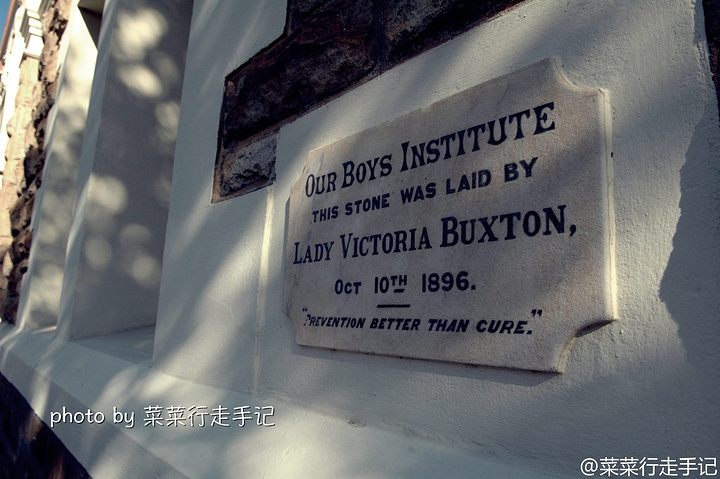 OUR BOYS INSTITUTE
THIS STONE WAS LAID BY
LADY VICTORIA BUXTON,
OCT 10TH 1896.
"PREVENTION BETTER THAN CURE."
photo by 菜菜行走手记
@菜菜行走手记